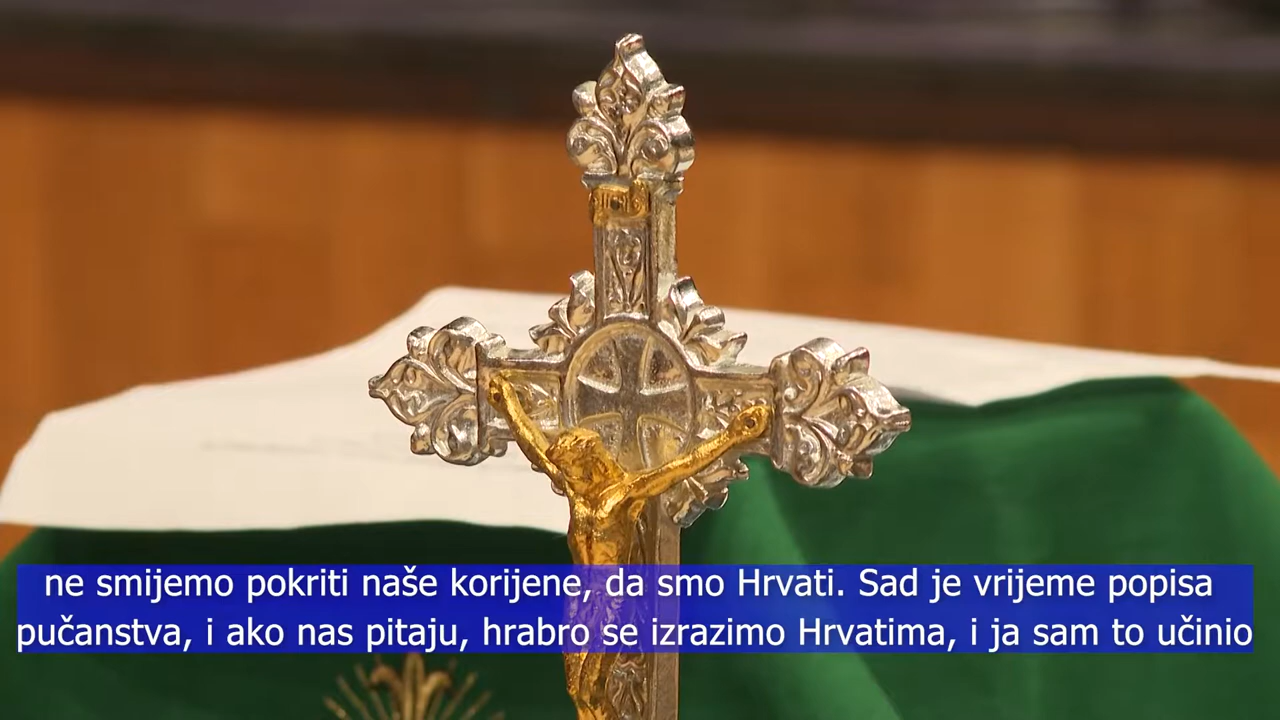 ne smijemo pokriti naše korijene, da smo Hrvati. Sad je vrijeme popisa
pučanstva, i ako nas pitaju, hrabro se izrazimo Hrvatima, i ja sam to učinio